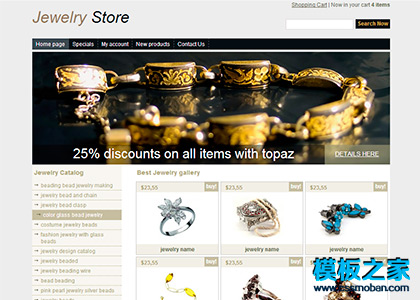 Jewelry Store
Shopping Cart | Now in your cart 4 items
Search Now
Home page Specials My account New products Contact Us
25% discounts on all items with topaz
DETAILS HERE
Jewelry Catalog
beading bead jewelry making
jewelry bead and chain
jewelry bead clasp
color glass bead jewelry
costume jewelry beads
fashion jewelry with glass
beads
jewelry design catalog
jewelry beaded
jewelry beading wire
bead beading
pink pearl jewelry silver beads
Best Jewelry gallery
$23,55 buy!
$23,55 buy!
$23,55 buy!
jewelry name
jewelry name
jewelry name
$23,55 buy!
$23,55 buy!
$23,55 buy!
模板之家
www.cssmoban.com